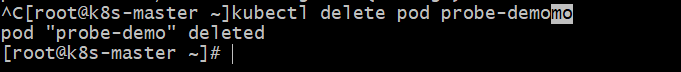 ^C[root@k8s-master ~]kubectl delete pod probe-demomo
pod "probe-demo" deleted
[root@k8s-master ~]#